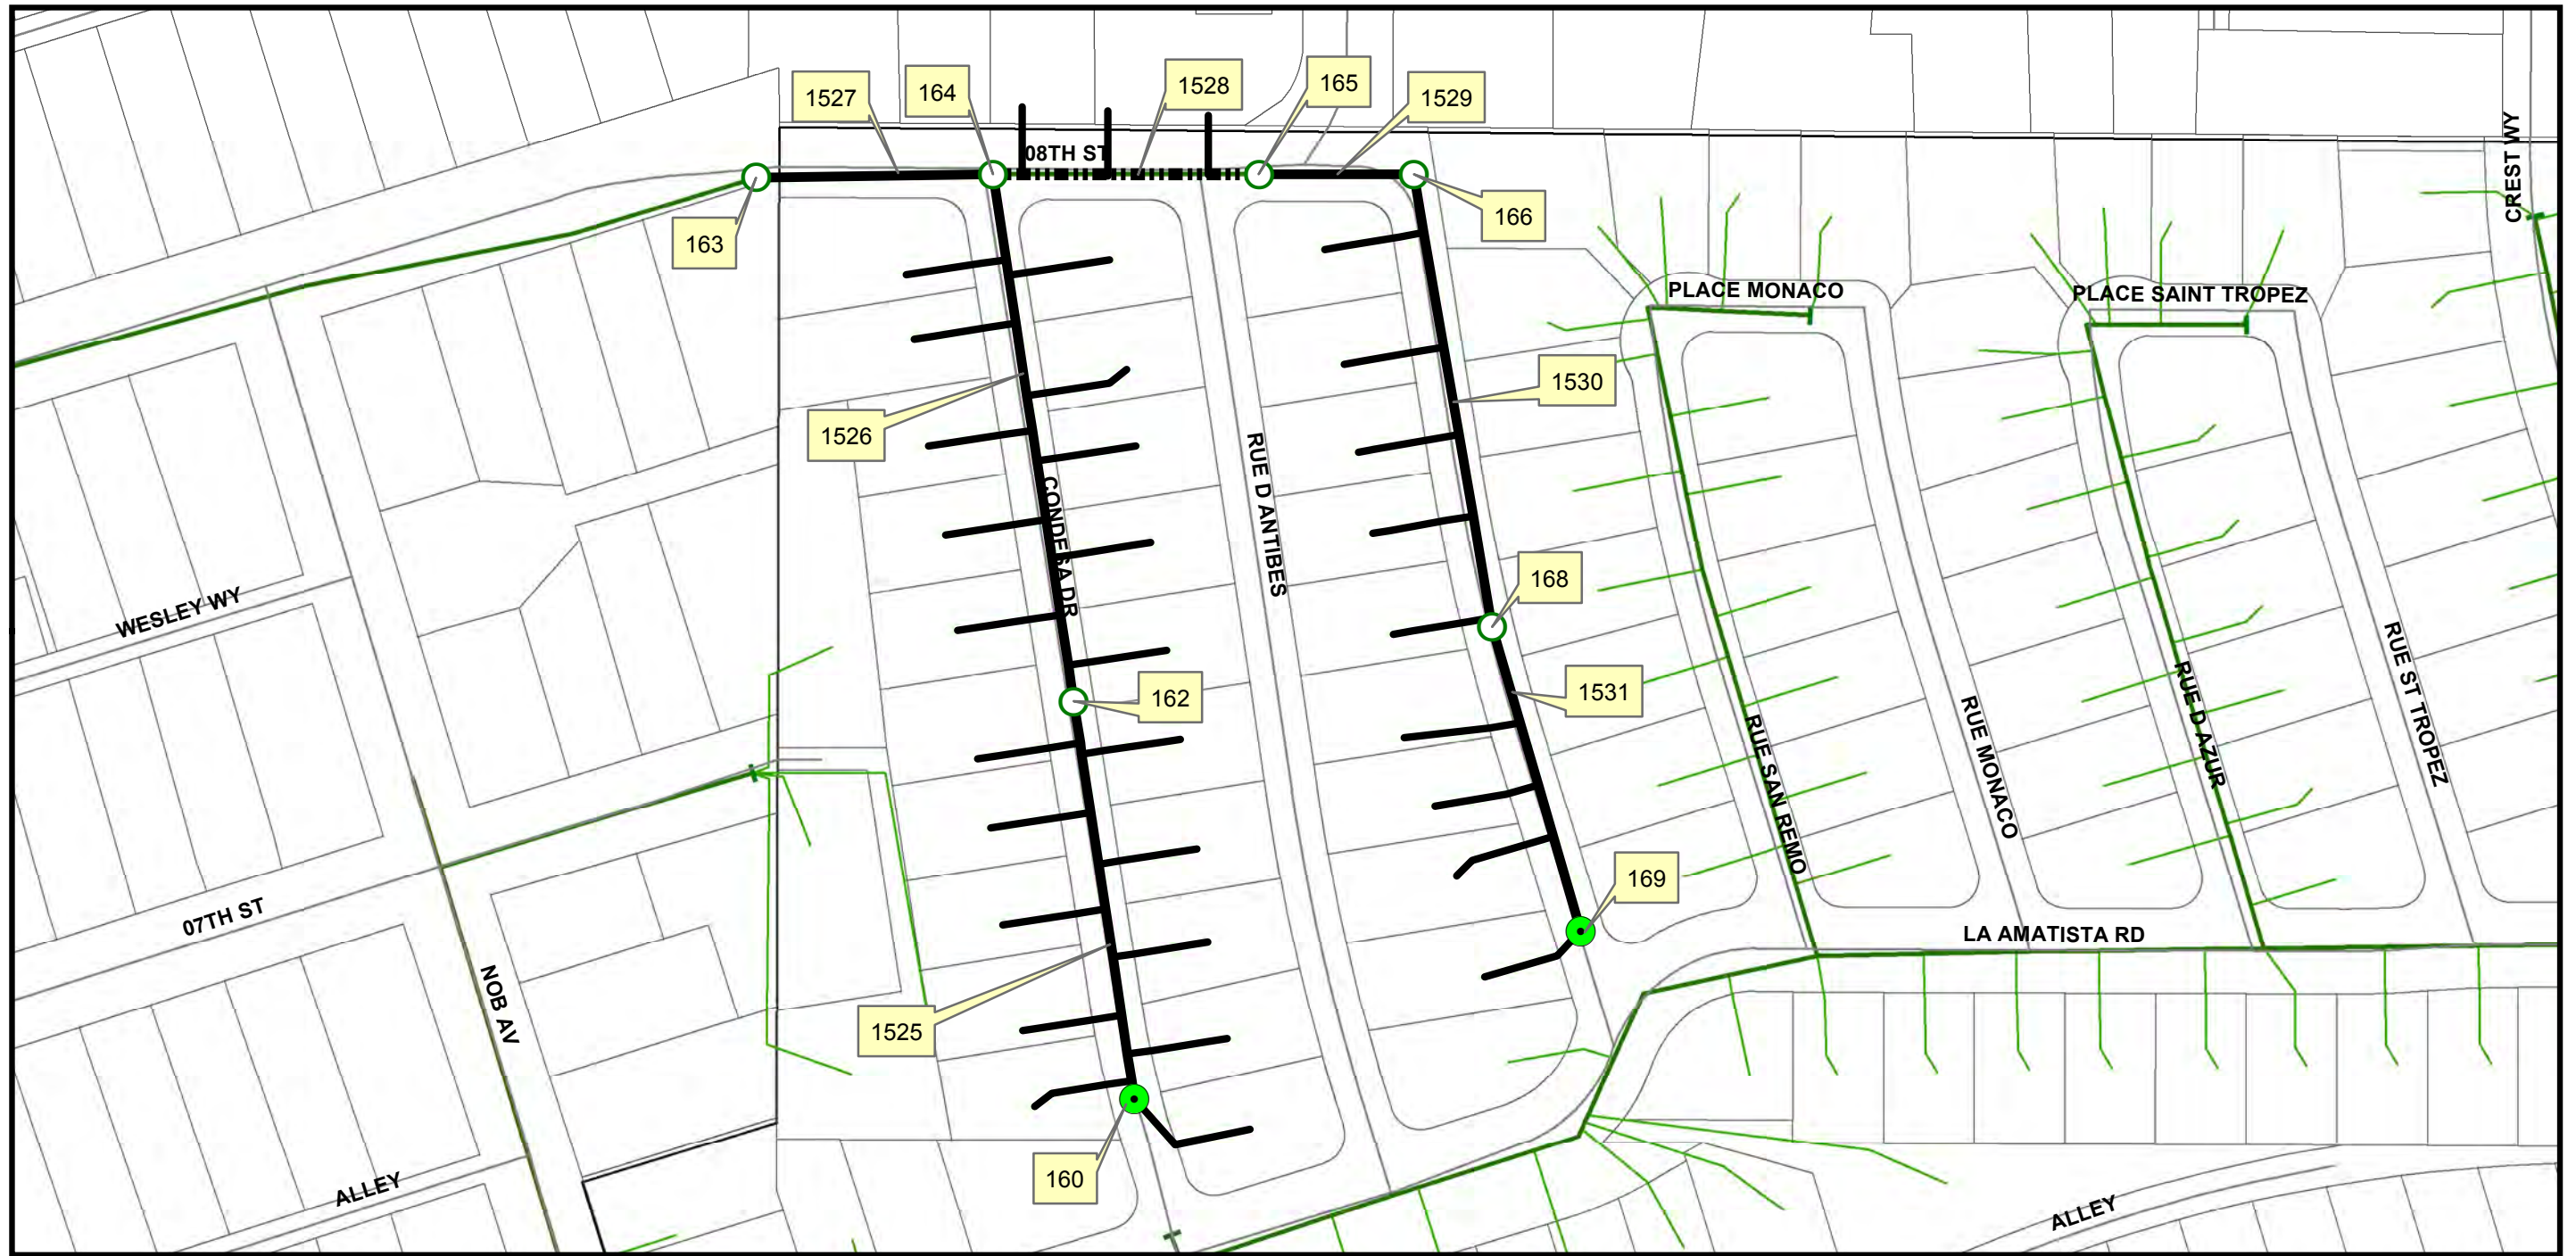 1527
164
1528
165
1529
08TH ST
CREST WY
163
166
PLACE MONACO
PLACE SAINT TROPEZ
1530
1526
RUE D ANTIBES
CONDESA DR
168
WESLEY WY
162
1531
RUE SAN REMO
RUE MONACO
RUE D AZUR
RUE ST TROPEZ
169
07TH ST
LA AMATISTA RD
NOB AV
1525
160
ALLEY
ALLEY